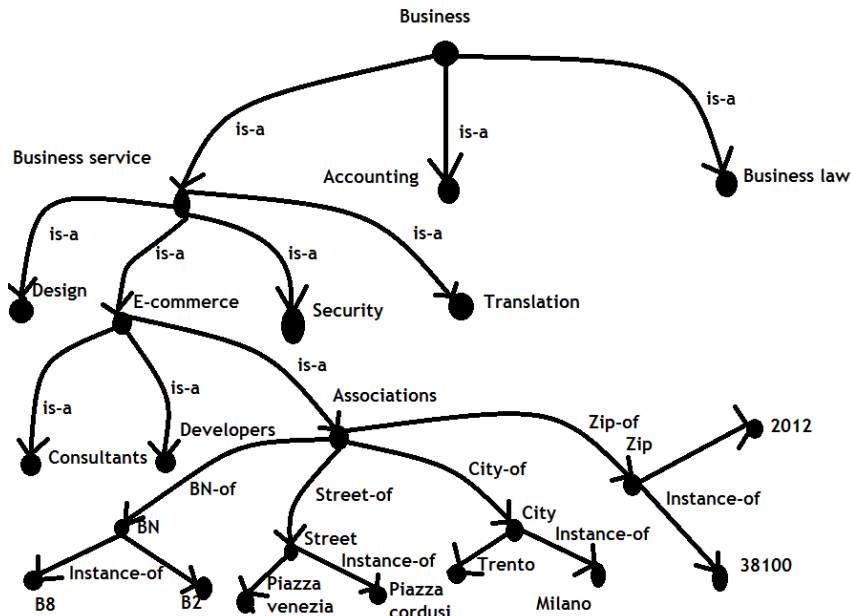 Business
is-a
is-a
is-a
Business service
Accounting
Business law
is-a
is-a
is-a
is-a
Design
E-commerce
Security
Translation
is-a
is-a
is-a
Associations
Consultants
Developers
Zip-of
Zip
2012
BN-of
Street-of
City-of
Instance-of
BN
Street
City
Instance-of
Instance-of
Instance-of
38100
B8
B2
Piazza
venezia
Piazza
cordusi
Trento
Milano